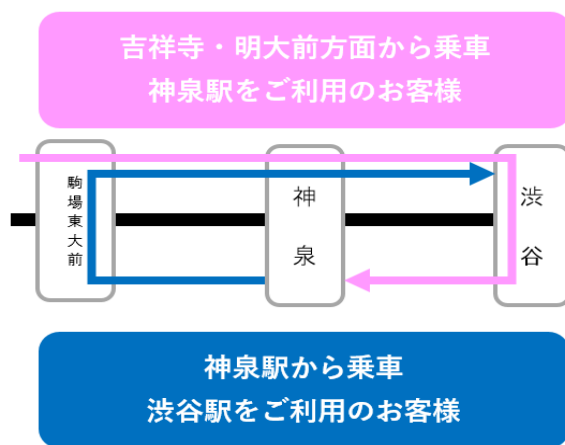 吉祥寺・明大前方面から乗車
神泉駅をご利用のお客様
駒場東大前
神泉
渋谷
神泉駅から乗車
渋谷駅をご利用のお客様